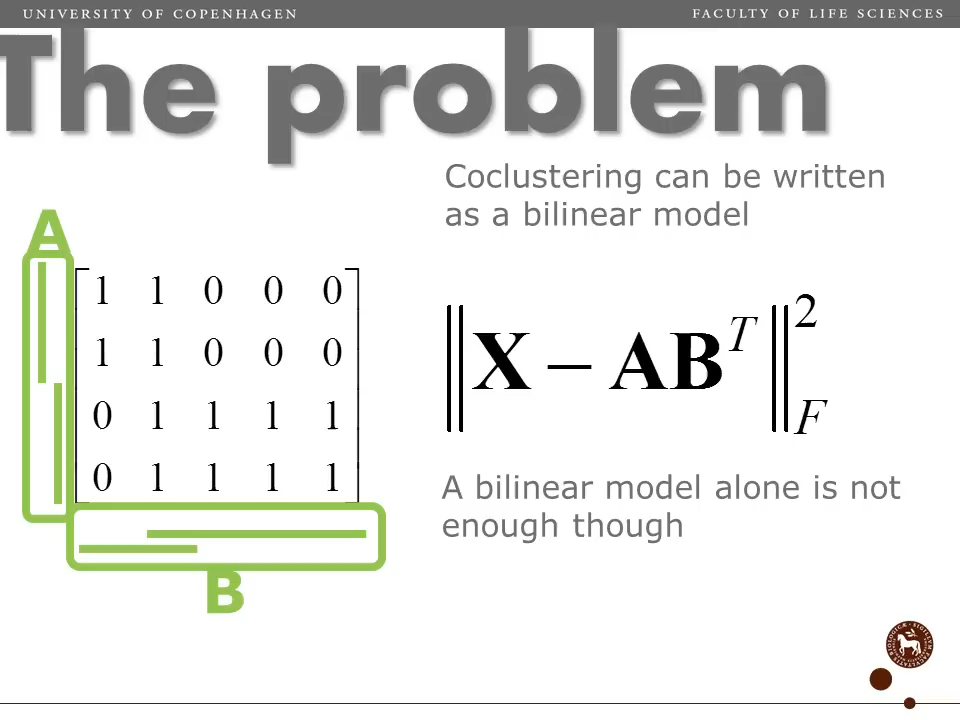 UNIVERSITY OF COPENHAGEN
FACULTY OF LIFE SCIENCES
The problem
Coclustering can be written
as a bilinear model
A
1 1 0 0 0
1 1 0 0 0
0 1 1 1 1
0 1 1 1 1
B
‖X − AB^T‖^2_F
A bilinear model alone is not
enough though